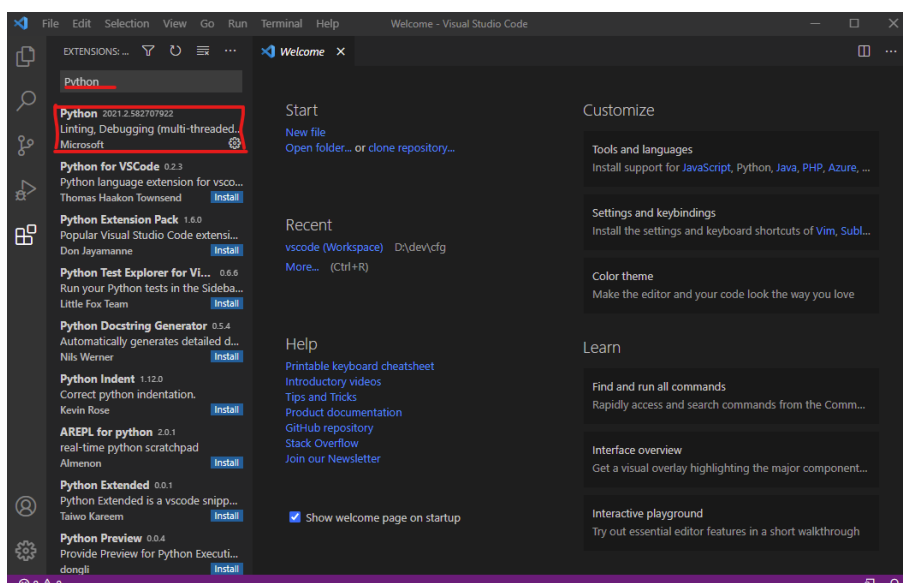 File Edit Selection View Go Run Terminal Help Welcome - Visual Studio Code
EXTENSIONS: ...
Welcome
Python
Python 2021.2.582707922
Linting, Debugging (multi-threaded...
Microsoft
Python for VSCode 0.2.3
Python language extension for vsco...
Thomas Haakon Townsend Install
Python Extension Pack 1.6.0
Popular Visual Studio Code extensi...
Don Jayamanne Install
Python Test Explorer for Vi... 0.6.6
Run your Python tests in the Sideba...
Little Fox Team Install
Python Docstring Generator 0.5.4
Automatically generates detailed d...
Nils Werner Install
Python Indent 1.12.0
Correct python indentation.
Kevin Rose Install
AREPL for python 2.0.1
real-time python scratchpad
Almenon Install
Python Extended 0.0.1
Python Extended is a vscode snipp...
Taiwo Kareem Install
Python Preview 0.0.4
Provide Preview for Python Executi...
dongli Install
Start
New file
Open folder... or clone repository...
Recent
vscode (Workspace) D:\dev\cfg
More... (Ctrl+R)
Help
Printable keyboard cheatsheet
Introductory videos
Tips and Tricks
Product documentation
GitHub repository
Stack Overflow
Join our Newsletter
Show welcome page on startup
Customize
Tools and languages
Install support for JavaScript, Python, Java, PHP, Azure, ...
Settings and keybindings
Install the settings and keyboard shortcuts of Vim, Subl...
Color theme
Make the editor and your code look the way you love
Learn
Find and run all commands
Rapidly access and search commands from the Comm...
Interface overview
Get a visual overlay highlighting the major component...
Interactive playground
Try out essential editor features in a short walkthrough